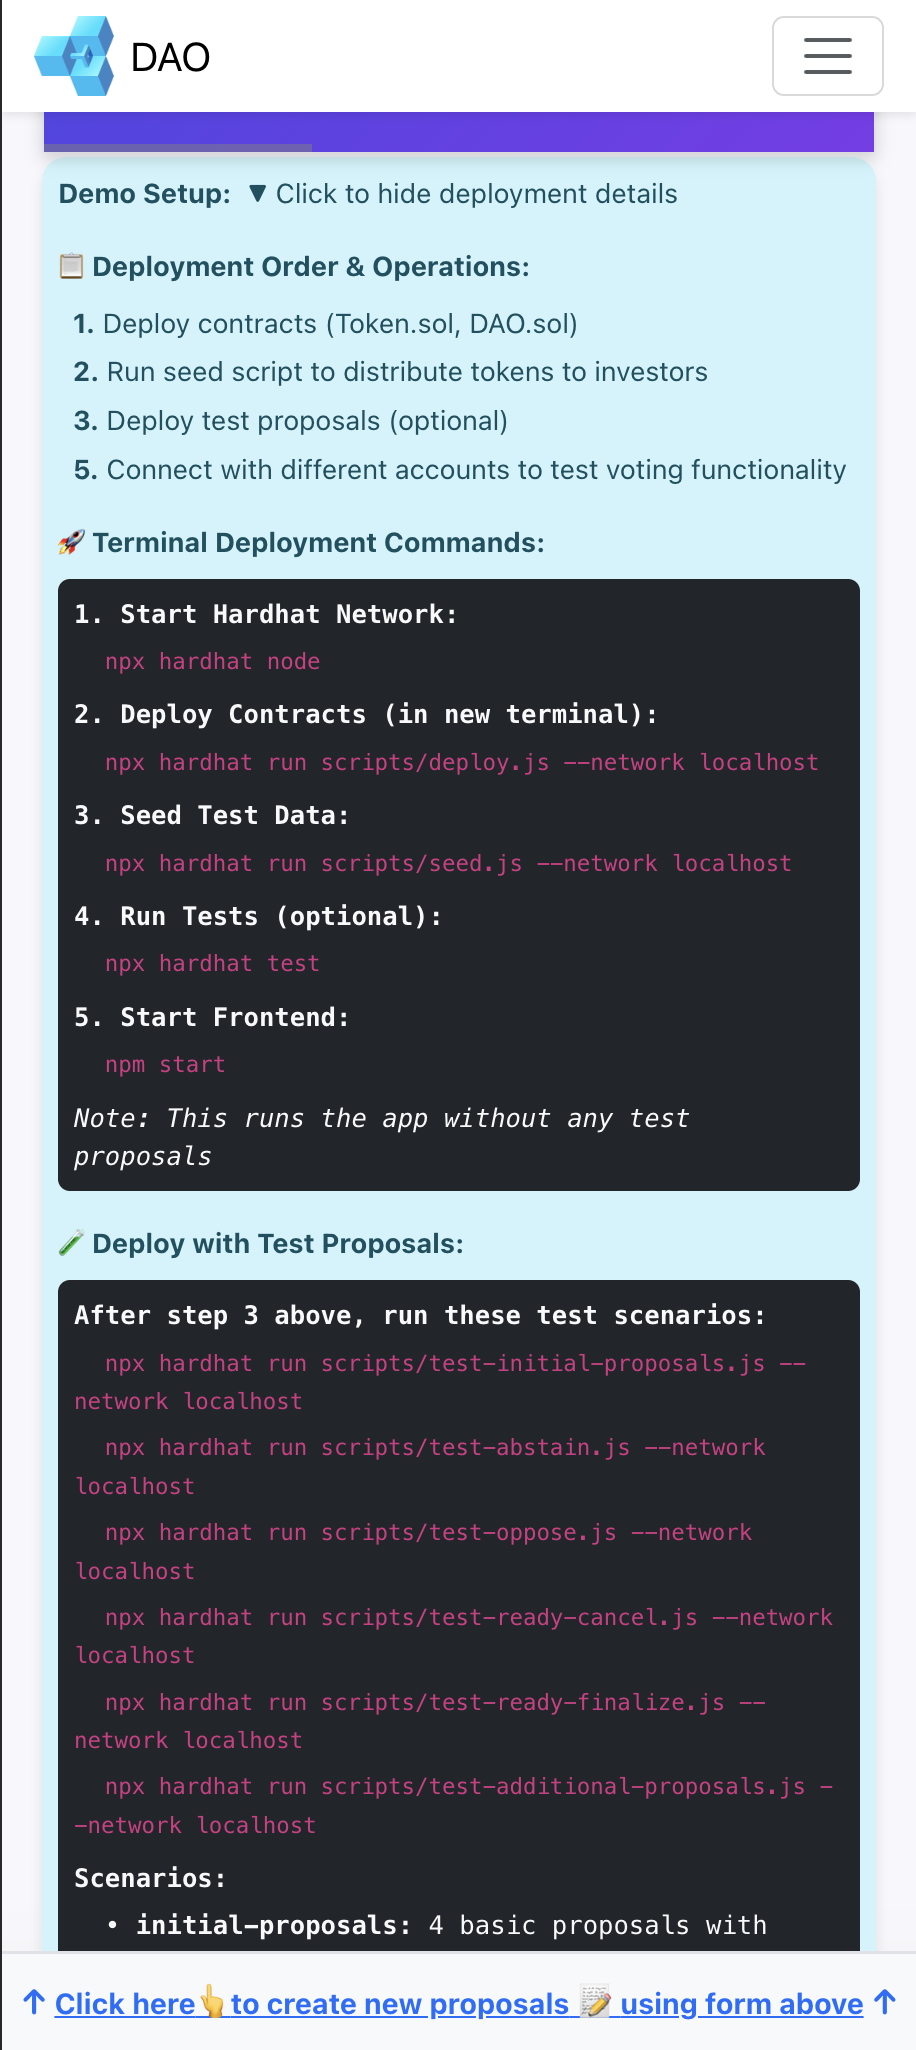 DAO
Demo Setup: ▼ Click to hide deployment details
📋 Deployment Order & Operations:
1. Deploy contracts (Token.sol, DAO.sol)
2. Run seed script to distribute tokens to investors
3. Deploy test proposals (optional)
5. Connect with different accounts to test voting functionality
🚀 Terminal Deployment Commands:
1. Start Hardhat Network:
npx hardhat node
2. Deploy Contracts (in new terminal):
npx hardhat run scripts/deploy.js --network localhost
3. Seed Test Data:
npx hardhat run scripts/seed.js --network localhost
4. Run Tests (optional):
npx hardhat test
5. Start Frontend:
npm start
Note: This runs the app without any test
proposals
🧪 Deploy with Test Proposals:
After step 3 above, run these test scenarios:
npx hardhat run scripts/test-initial-proposals.js --
network localhost
npx hardhat run scripts/test-abstain.js --network
localhost
npx hardhat run scripts/test-oppose.js --network
localhost
npx hardhat run scripts/test-ready-cancel.js --network
localhost
npx hardhat run scripts/test-ready-finalize.js --
network localhost
npx hardhat run scripts/test-additional-proposals.js -
-network localhost
Scenarios:
• initial-proposals: 4 basic proposals with
↑ Click here👆to create new proposals 📝 using form above ↑